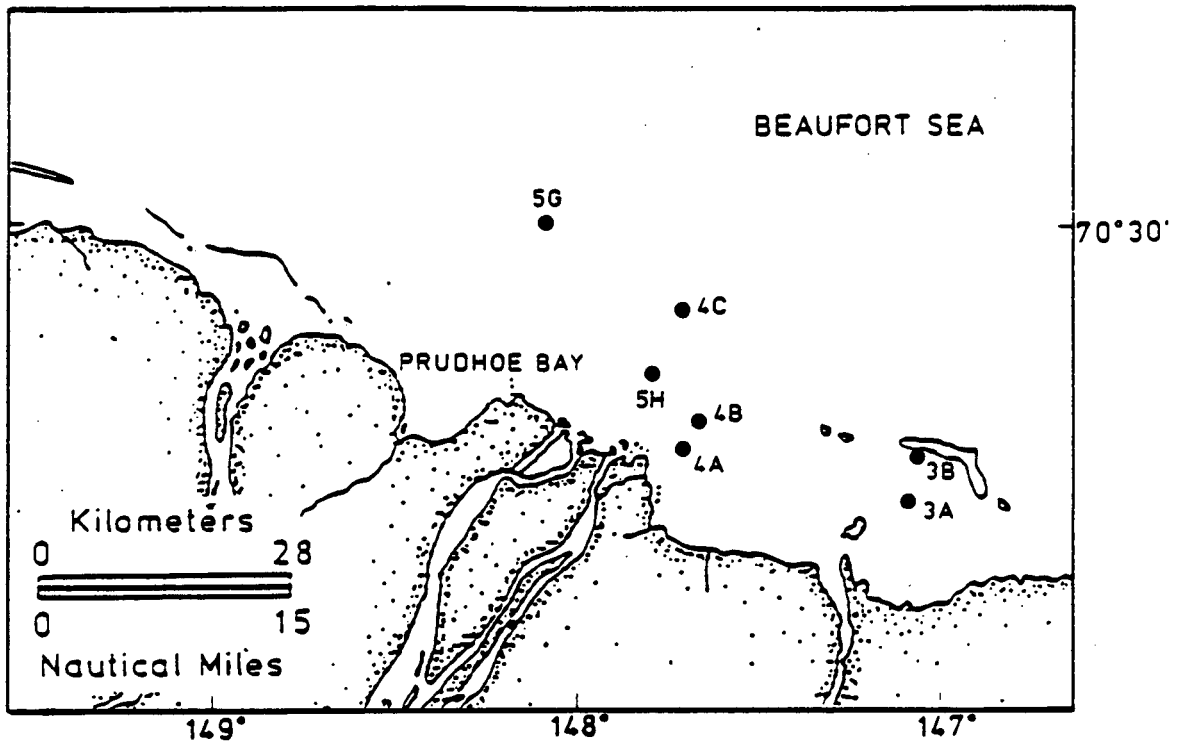 BEAUFORT SEA
5G
70°30'
4C
PRUDHOE BAY
5H
4B
4A
3B
3A
Kilometers
0 28
0 15
Nautical Miles
149° 148° 147°